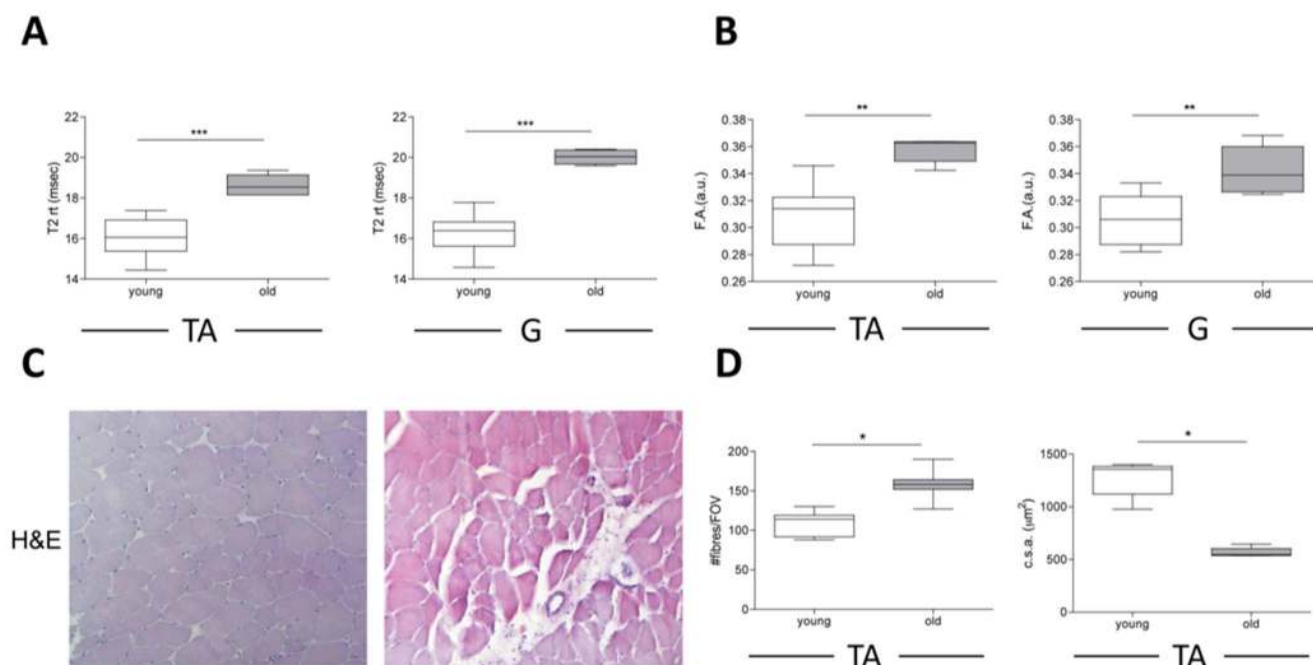 A
B
T2 rt (msec)
22
20
18
16
14
***
young
old
TA
T2 rt (msec)
22
20
18
16
14
***
young
old
G
F.A.(a.u.)
0.38
0.36
0.34
0.32
0.30
0.28
0.26
**
young
old
TA
F.A.(a.u.)
0.38
0.36
0.34
0.32
0.30
0.28
0.26
**
young
old
G
C
D
H&E
#fibres/FOV
200
150
100
50
0
*
young
old
TA
c.s.a. (μm²)
1500
1000
500
0
*
young
old
TA